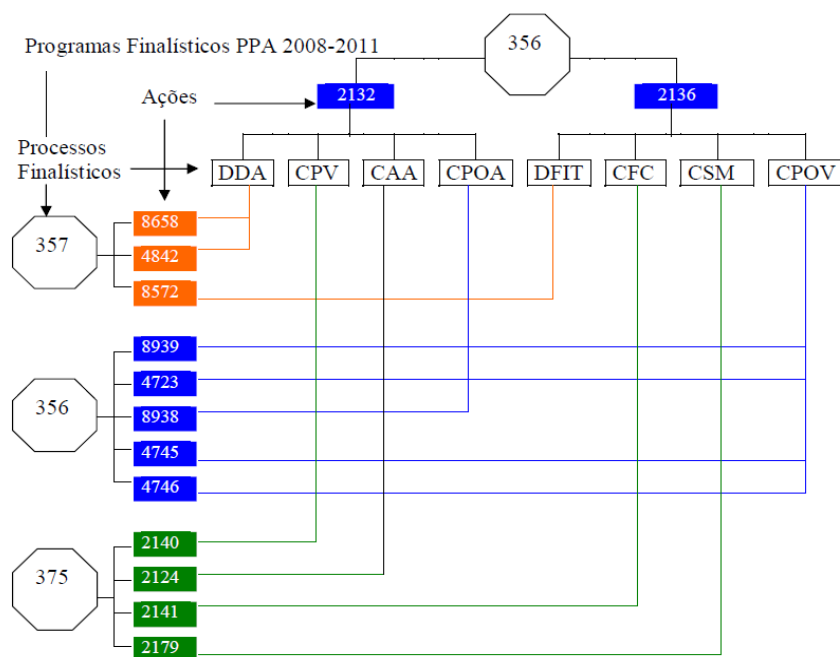 Programas Finalísticos PPA 2008-2011
356
Ações
2132
2136
Processos
Finalísticos
DDA
CPV
CAA
CPOA
DFIT
CFC
CSM
CPOV
357
8658
4842
8572
356
8939
4723
8938
4745
4746
375
2140
2124
2141
2179